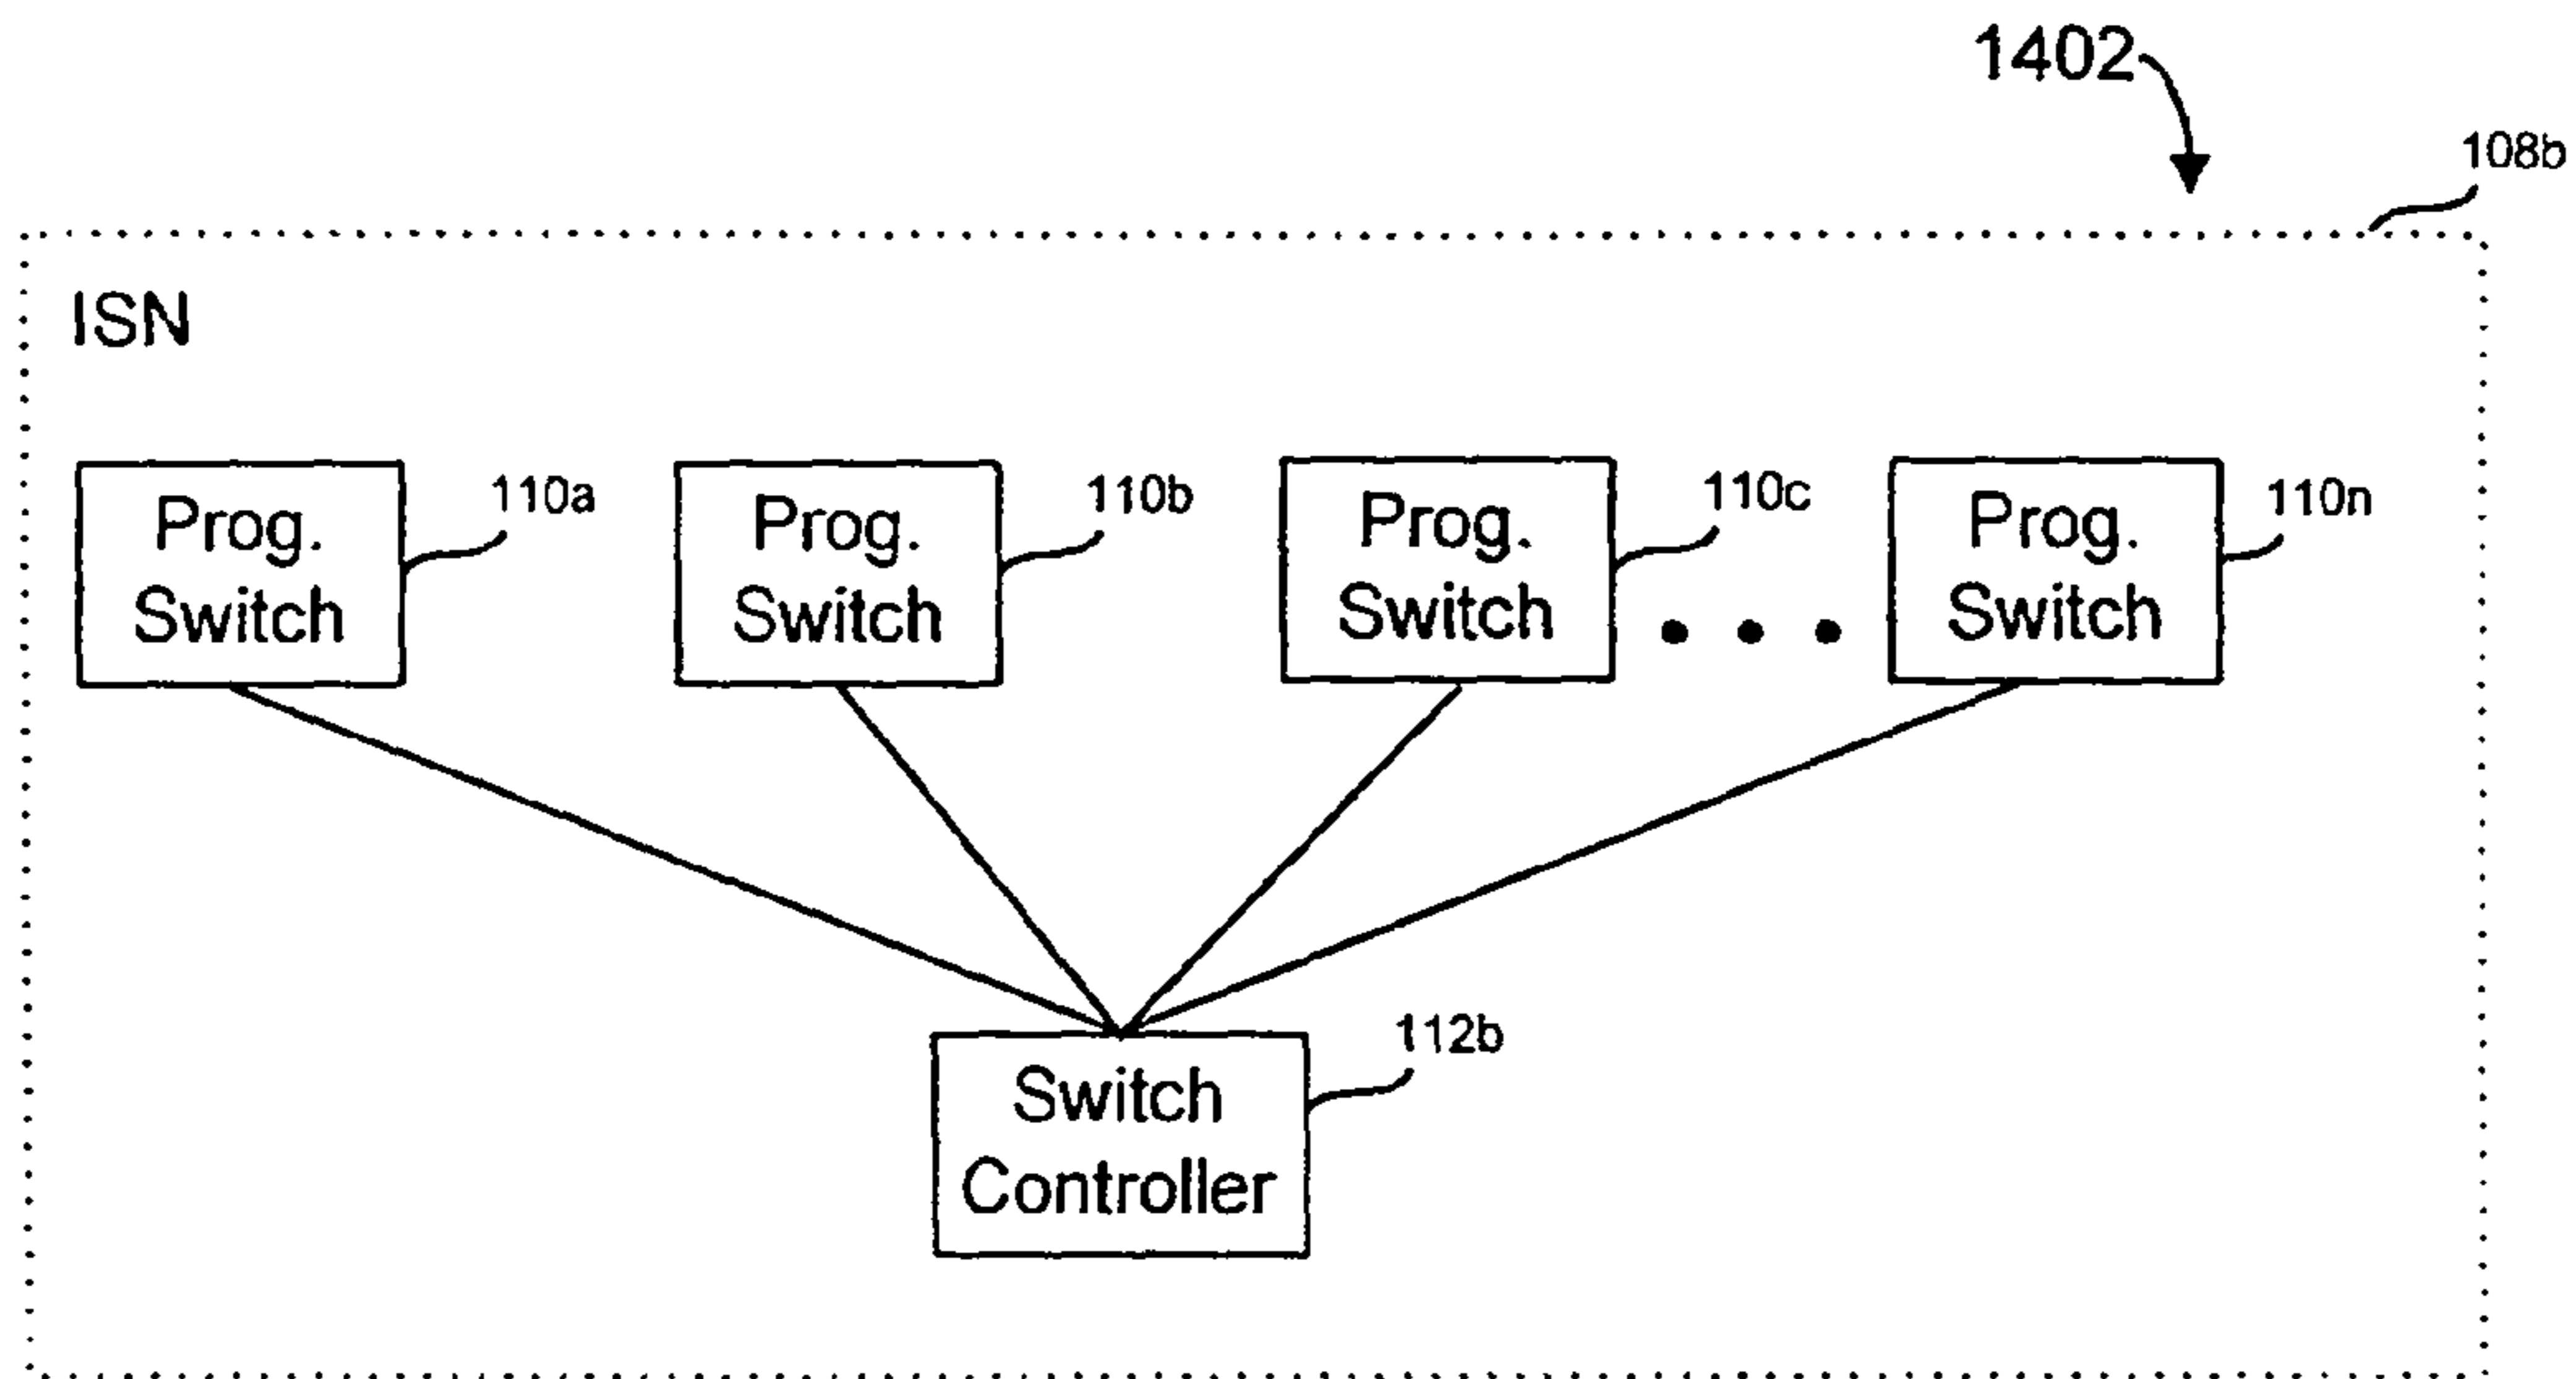 1402
108b
ISN
Prog.
Switch
110a
Prog.
Switch
110b
Prog.
Switch
110c
Prog.
Switch
110n
Switch
Controller
112b